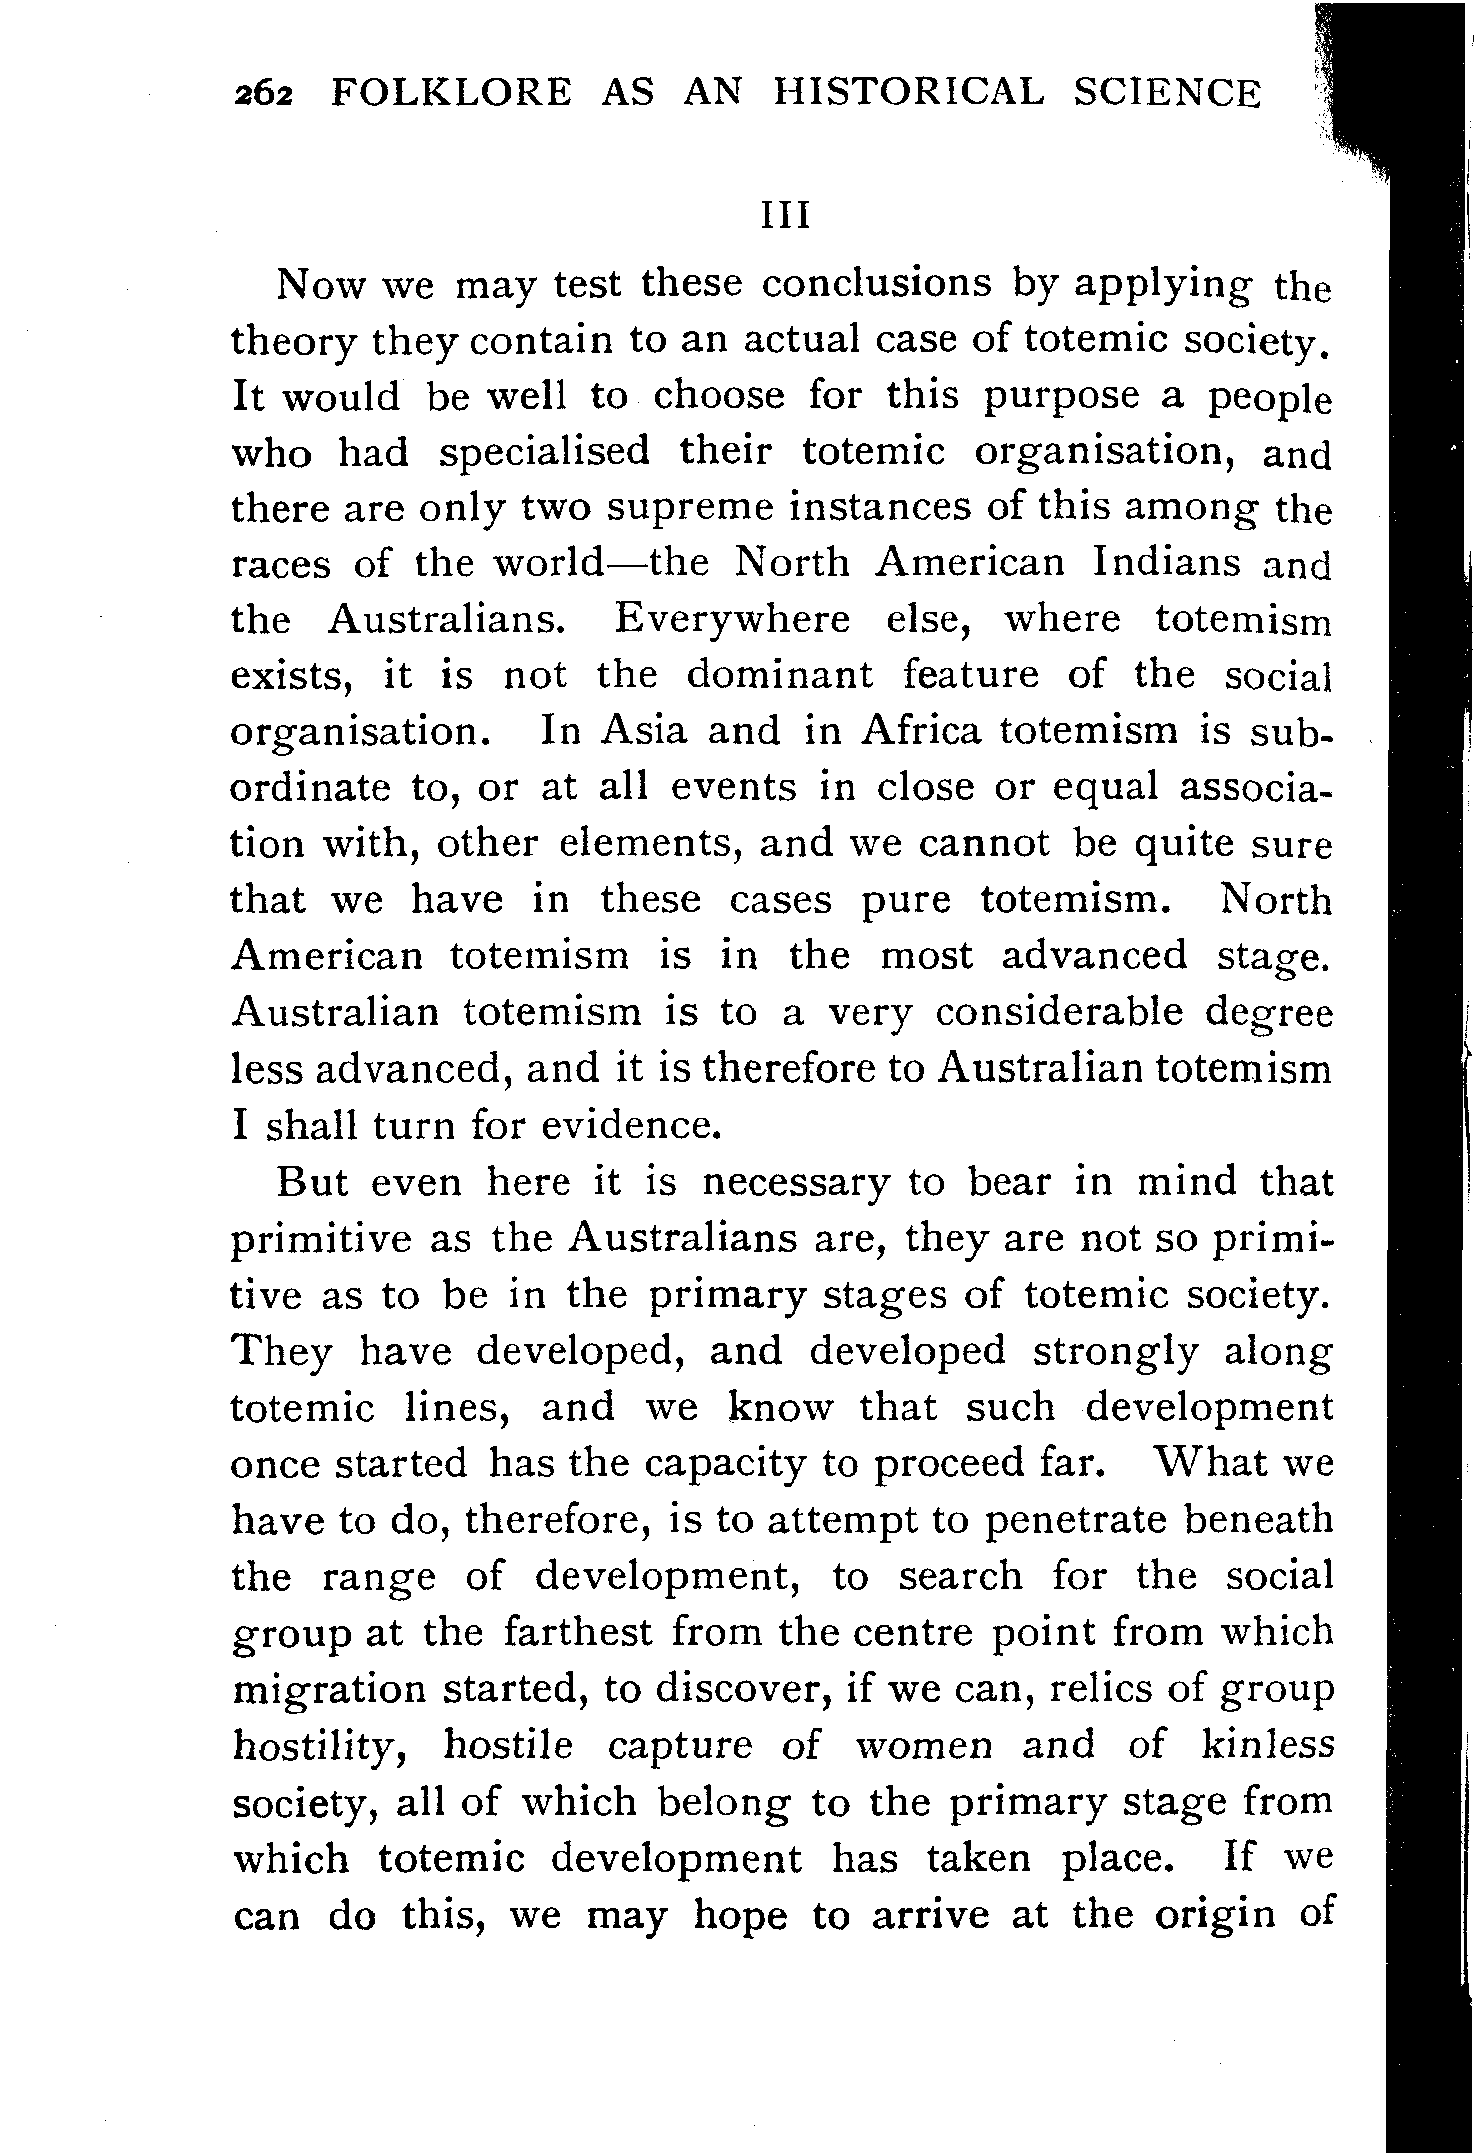 262 FOLKLORE AS AN HISTORICAL SCIENCE
III
Now we may test these conclusions by applying the
theory they contain to an actual case of totemic society.
It would be well to choose for this purpose a people
who had specialised their totemic organisation, and
there are only two supreme instances of this among the
races of the world—the North American Indians and
the Australians. Everywhere else, where totemism
exists, it is not the dominant feature of the social
organisation. In Asia and in Africa totemism is sub-
ordinate to, or at all events in close or equal associa-
tion with, other elements, and we cannot be quite sure
that we have in these cases pure totemism. North
American totemism is in the most advanced stage.
Australian totemism is to a very considerable degree
less advanced, and it is therefore to Australian totemism
I shall turn for evidence.
But even here it is necessary to bear in mind that
primitive as the Australians are, they are not so primi-
tive as to be in the primary stages of totemic society.
They have developed, and developed strongly along
totemic lines, and we know that such development
once started has the capacity to proceed far. What we
have to do, therefore, is to attempt to penetrate beneath
the range of development, to search for the social
group at the farthest from the centre point from which
migration started, to discover, if we can, relics of group
hostility, hostile capture of women and of kinless
society, all of which belong to the primary stage from
which totemic development has taken place. If we
can do this, we may hope to arrive at the origin of